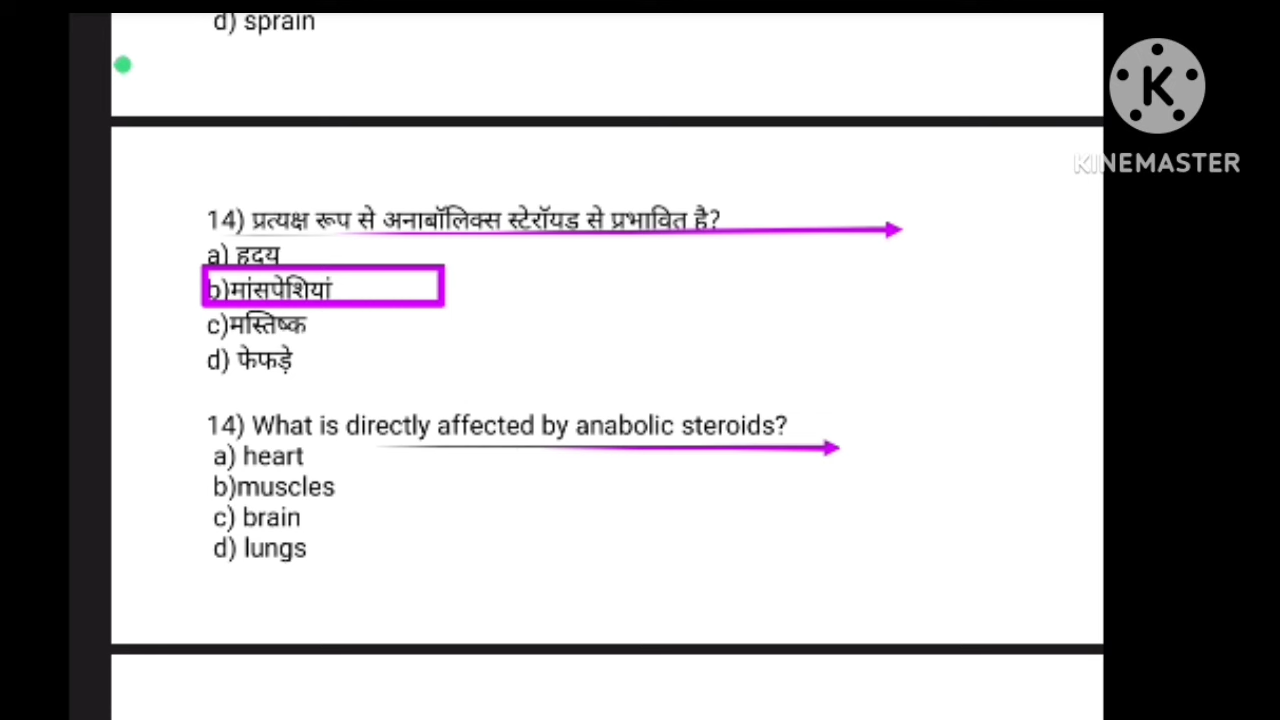 d) sprain
K
KINEMASTER
14) प्रत्यक्ष रूप से अनाबॉलिक्स स्टेरॉयड से प्रभावित है?
a) हृदय
b)मांसपेशियां
c)मस्तिष्क
d) फेफड़े
14) What is directly affected by anabolic steroids?
a) heart
b)muscles
c) brain
d) lungs